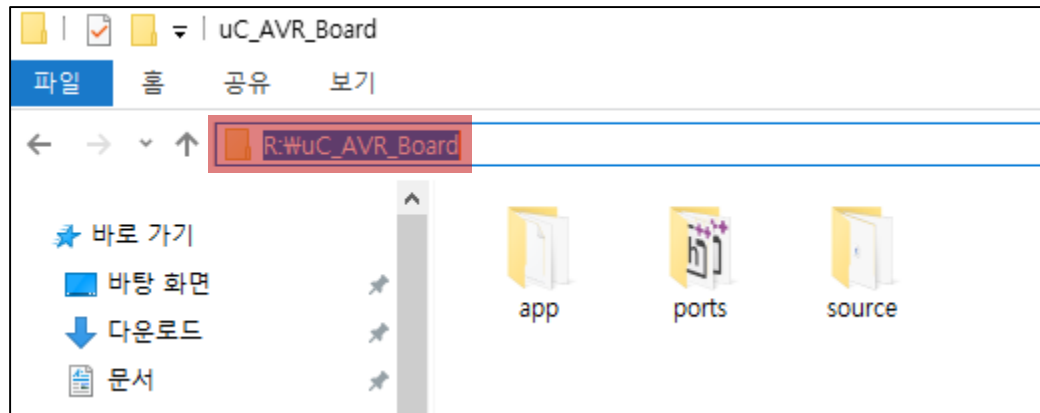 uC_AVR_Board
파일 홈 공유 보기
R:₩uC_AVR_Board
바로 가기
바탕 화면
다운로드
문서
app ports source